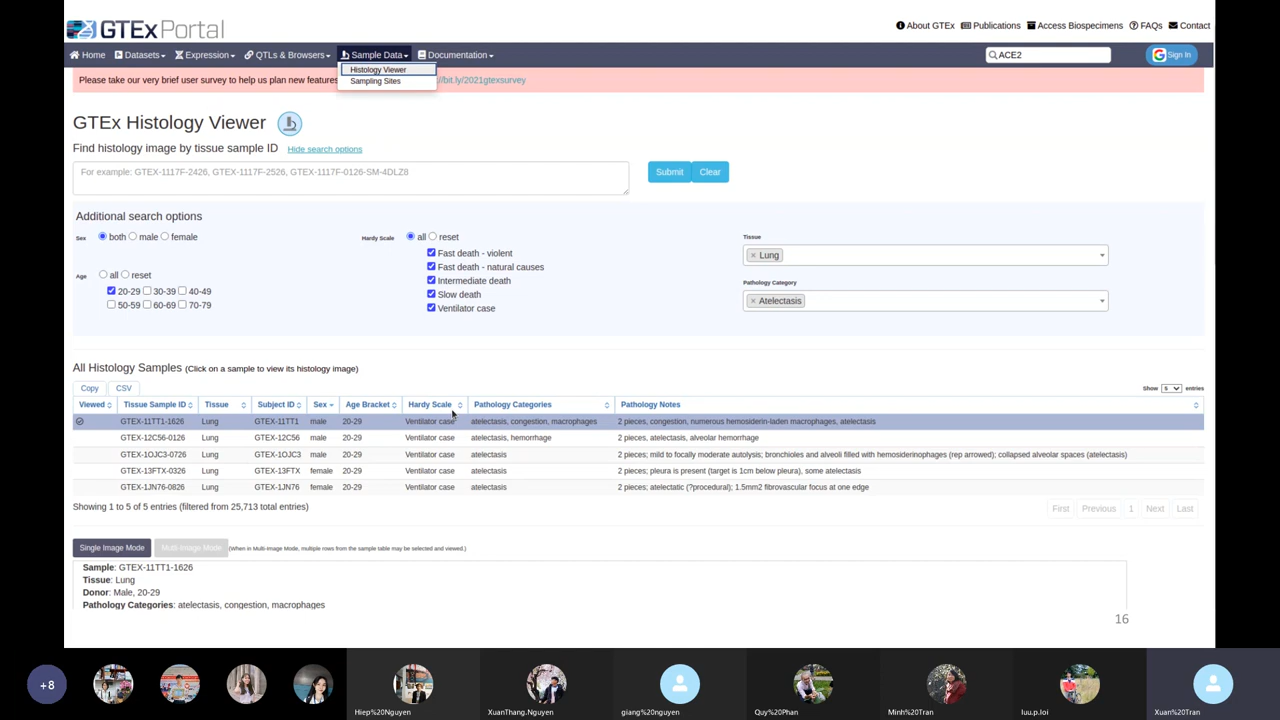 GTExPortal
About GTEx Publications Access Biospecimens FAQs Contact
Home Datasets Expression QTLs & Browsers Sample Data Documentation ACE2 Sign In
Histology Viewer
Sampling Sites
Please take our very brief user survey to help us plan new features //bit.ly/2021gtexsurvey
GTEx Histology Viewer
Find histology image by tissue sample ID Hide search options
For example: GTEX-1117F-2426, GTEX-1117F-2526, GTEX-1117F-0126-SM-4DLZ8
Submit Clear
Additional search options
Sex both male female
Hardy Scale all reset
Fast death - violent
Fast death - natural causes
Intermediate death
Slow death
Ventilator case
Tissue
× Lung
Age all reset
20-29 30-39 40-49
50-59 60-69 70-79
Pathology Category
× Atelectasis
All Histology Samples (Click on a sample to view its histology image)
Copy CSV
Show 5 entries
Viewed Tissue Sample ID Tissue Subject ID Sex Age Bracket Hardy Scale Pathology Categories Pathology Notes
GTEX-11TT1-1626 Lung GTEX-11TT1 male 20-29 Ventilator case atelectasis, congestion, macrophages 2 pieces, congestion, numerous hemosiderin-laden macrophages, atelectasis
GTEX-12C56-0126 Lung GTEX-12C56 male 20-29 Ventilator case atelectasis, hemorrhage 2 pieces, atelectasis, alveolar hemorrhage
GTEX-1OJC3-0726 Lung GTEX-1OJC3 male 20-29 Ventilator case atelectasis 2 pieces; mild to focally moderate autolysis; bronchioles and alveoli filled with hemosiderinophages (rep arrowed); collapsed alveolar spaces (atelectasis)
GTEX-13FTX-0326 Lung GTEX-13FTX female 20-29 Ventilator case atelectasis 2 pieces; pleura is present (target is 1cm below pleura), some atelectasis
GTEX-1JN76-0826 Lung GTEX-1JN76 female 20-29 Ventilator case atelectasis 2 pieces; atelectatic (?procedural); 1.5mm2 fibrovascular focus at one edge
Showing 1 to 5 of 5 entries (filtered from 25,713 total entries)
First Previous 1 Next Last
Single Image Mode Multi-Image Mode (When in Multi-Image Mode, multiple rows from the sample table may be selected and viewed.)
Sample: GTEX-11TT1-1626
Tissue: Lung
Donor: Male, 20-29
Pathology Categories: atelectasis, congestion, macrophages
16
+8
Hiep%20Nguyen XuanThang.Nguyen giang%20nguyen Quy%20Phan Minh%20Tran luu.p.loi Xuan%20Tran